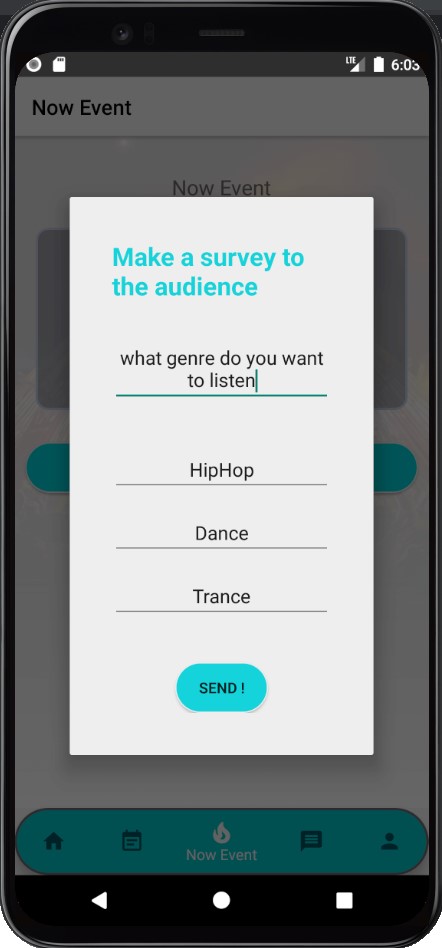 LTE
6:03
Now Event
Now Event
Make a survey to
the audience
what genre do you want
to listen
HipHop
Dance
Trance
SEND !
Now Event